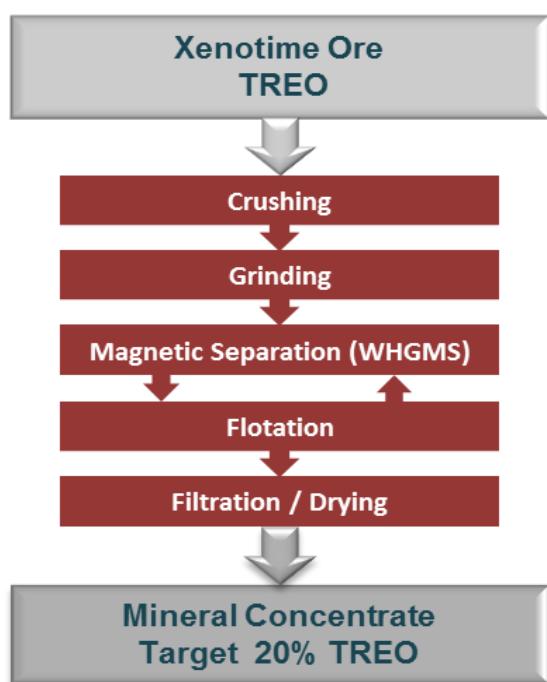 Xenotime Ore
TREO
Crushing
Grinding
Magnetic Separation (WHGMS)
Flotation
Filtration / Drying
Mineral Concentrate
Target 20% TREO